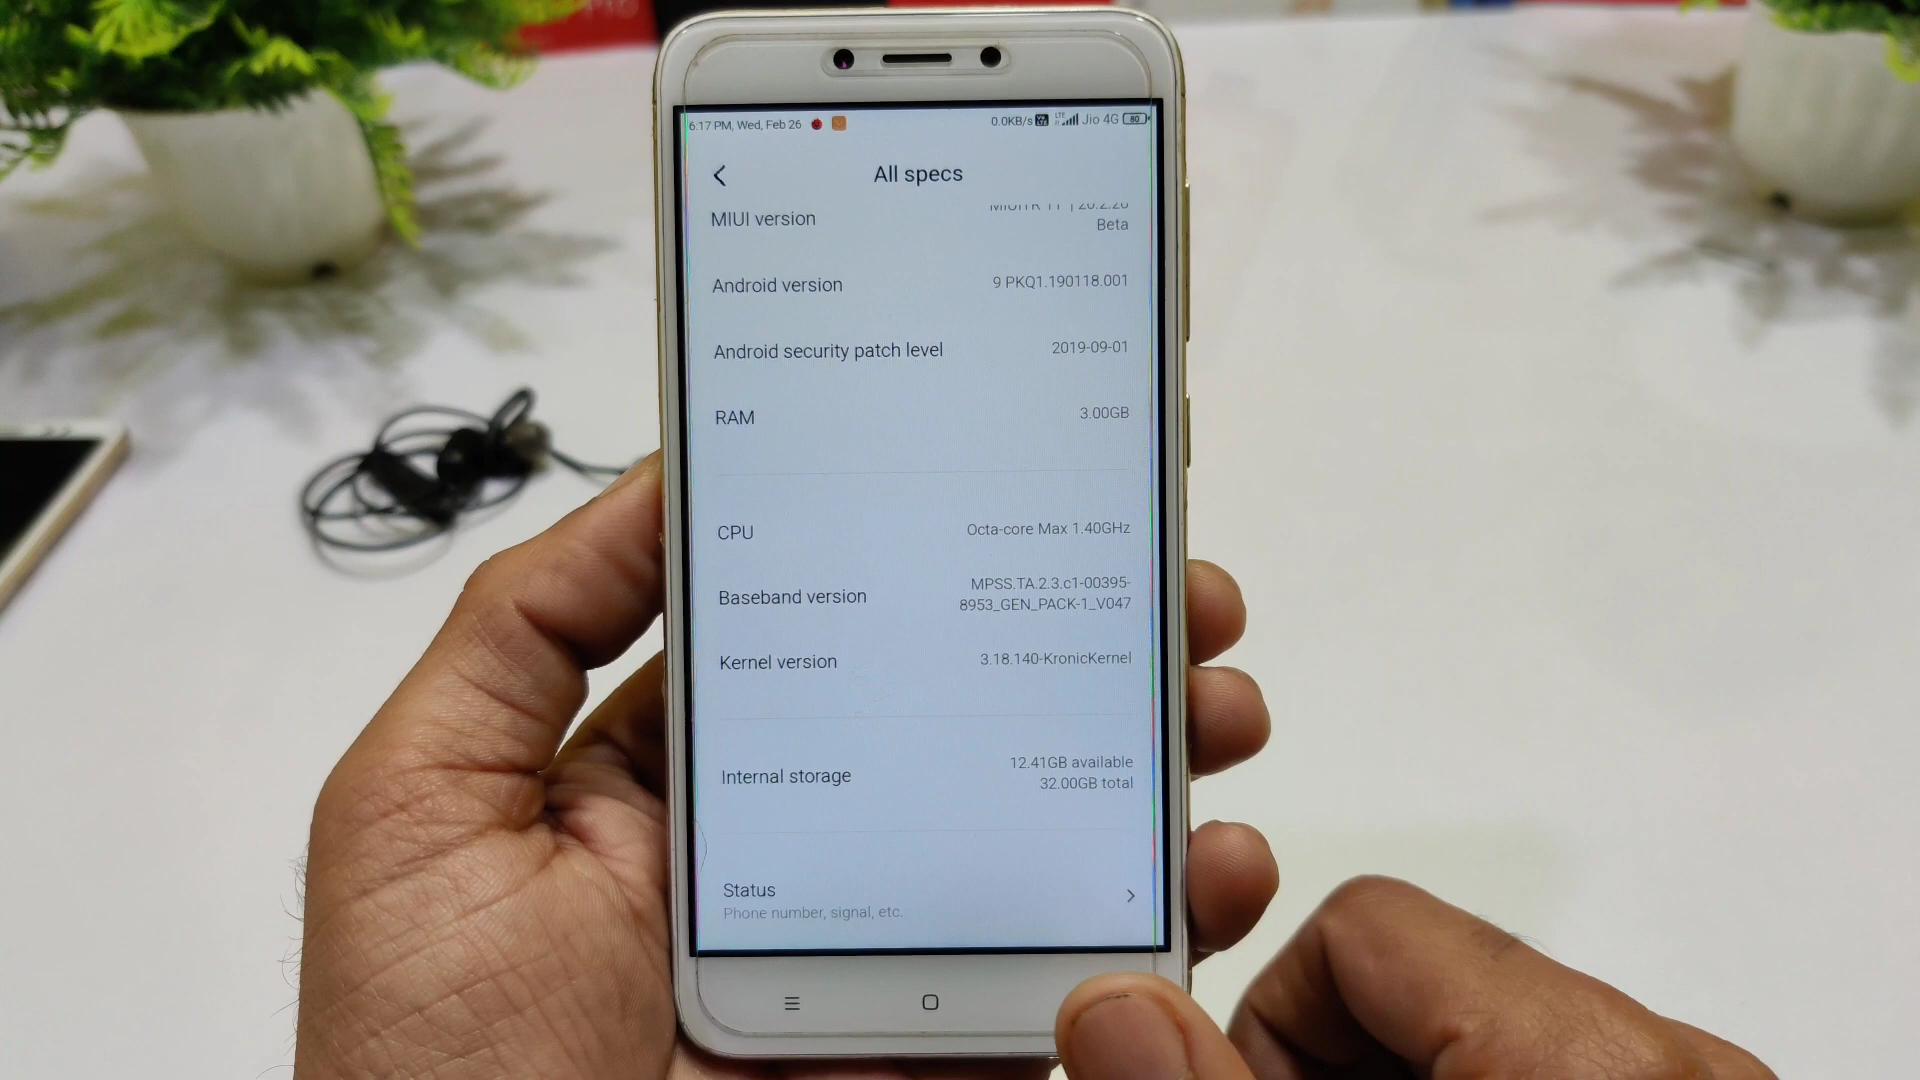 6:17 PM, Wed, Feb 26
0.0KB/s VoLTE LTE Jio 4G 80
All specs
MIUI version
Beta
Android version 9 PKQ1.190118.001
Android security patch level 2019-09-01
RAM 3.00GB
CPU Octa-core Max 1.40GHz
Baseband version MPSS.TA.2.3.c1-00395-
8953_GEN_PACK-1_V047
Kernel version 3.18.140-KronicKernel
Internal storage 12.41GB available
32.00GB total
Status
Phone number, signal, etc.